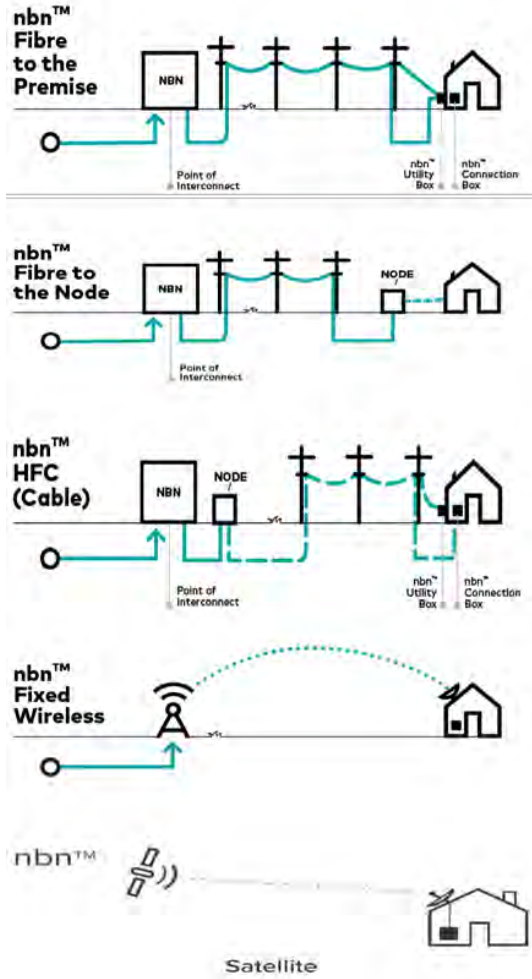 nbn™
Fibre
to the
Premise
NBN
Point of
Interconnect
nbn™
Utility
Box
nbn™
Connection
Box
nbn™
Fibre to
the Node
NBN
NODE
Point of
Interconnect
nbn™
HFC
(Cable)
NBN
NODE
Point of
Interconnect
nbn™
Utility
Box
nbn™
Connection
Box
nbn™
Fixed
Wireless
nbn™
Satellite